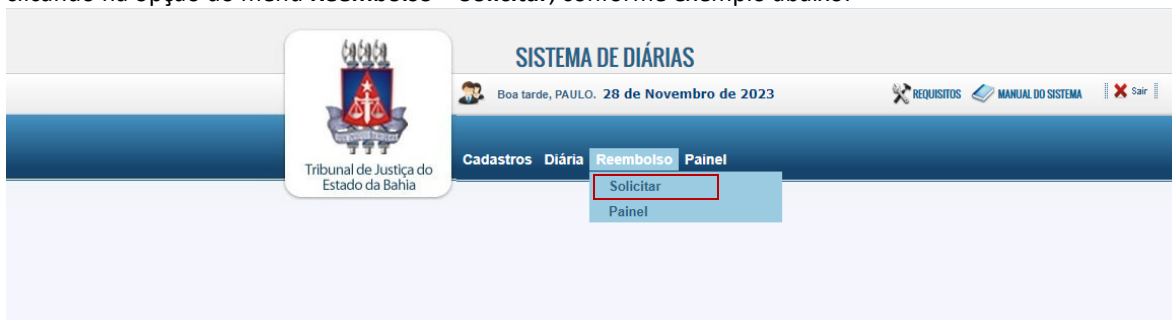 clicando na opção do menu Reembolso – Solicitar, conforme exemplo abaixo:
SISTEMA DE DIÁRIAS
Boa tarde, PAULO. 28 de Novembro de 2023
REQUISITOS
MANUAL DO SISTEMA
Sair
Tribunal de Justiça do
Estado da Bahia
Cadastros Diária Reembolso Painel
Solicitar
Painel